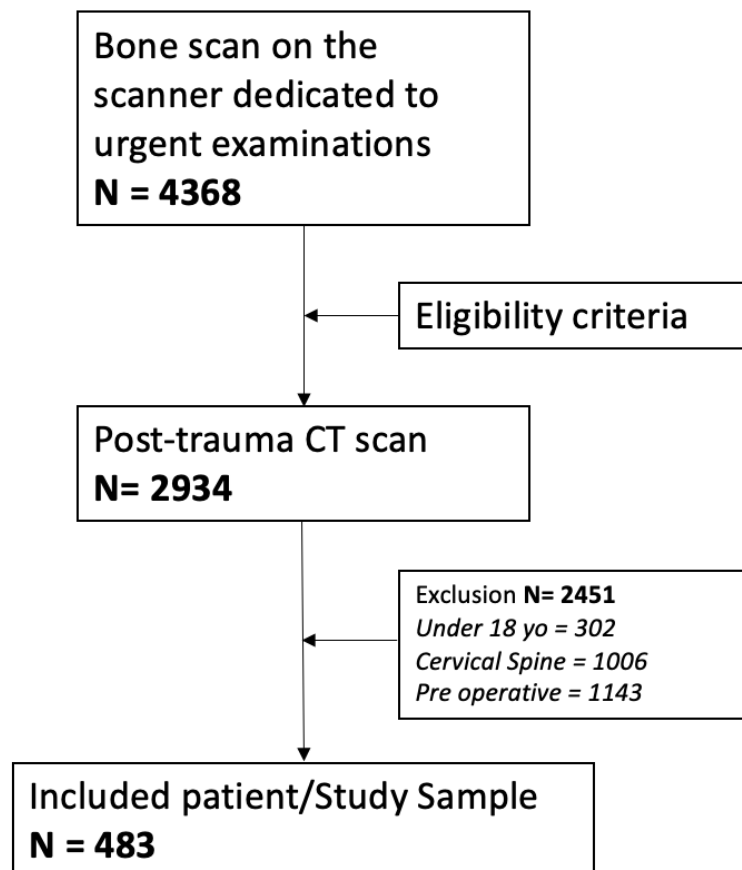 Bone scan on the
scanner dedicated to
urgent examinations
N = 4368
Eligibility criteria
Post-trauma CT scan
N= 2934
Exclusion N= 2451
Under 18 yo = 302
Cervical Spine = 1006
Pre operative = 1143
Included patient/Study Sample
N = 483